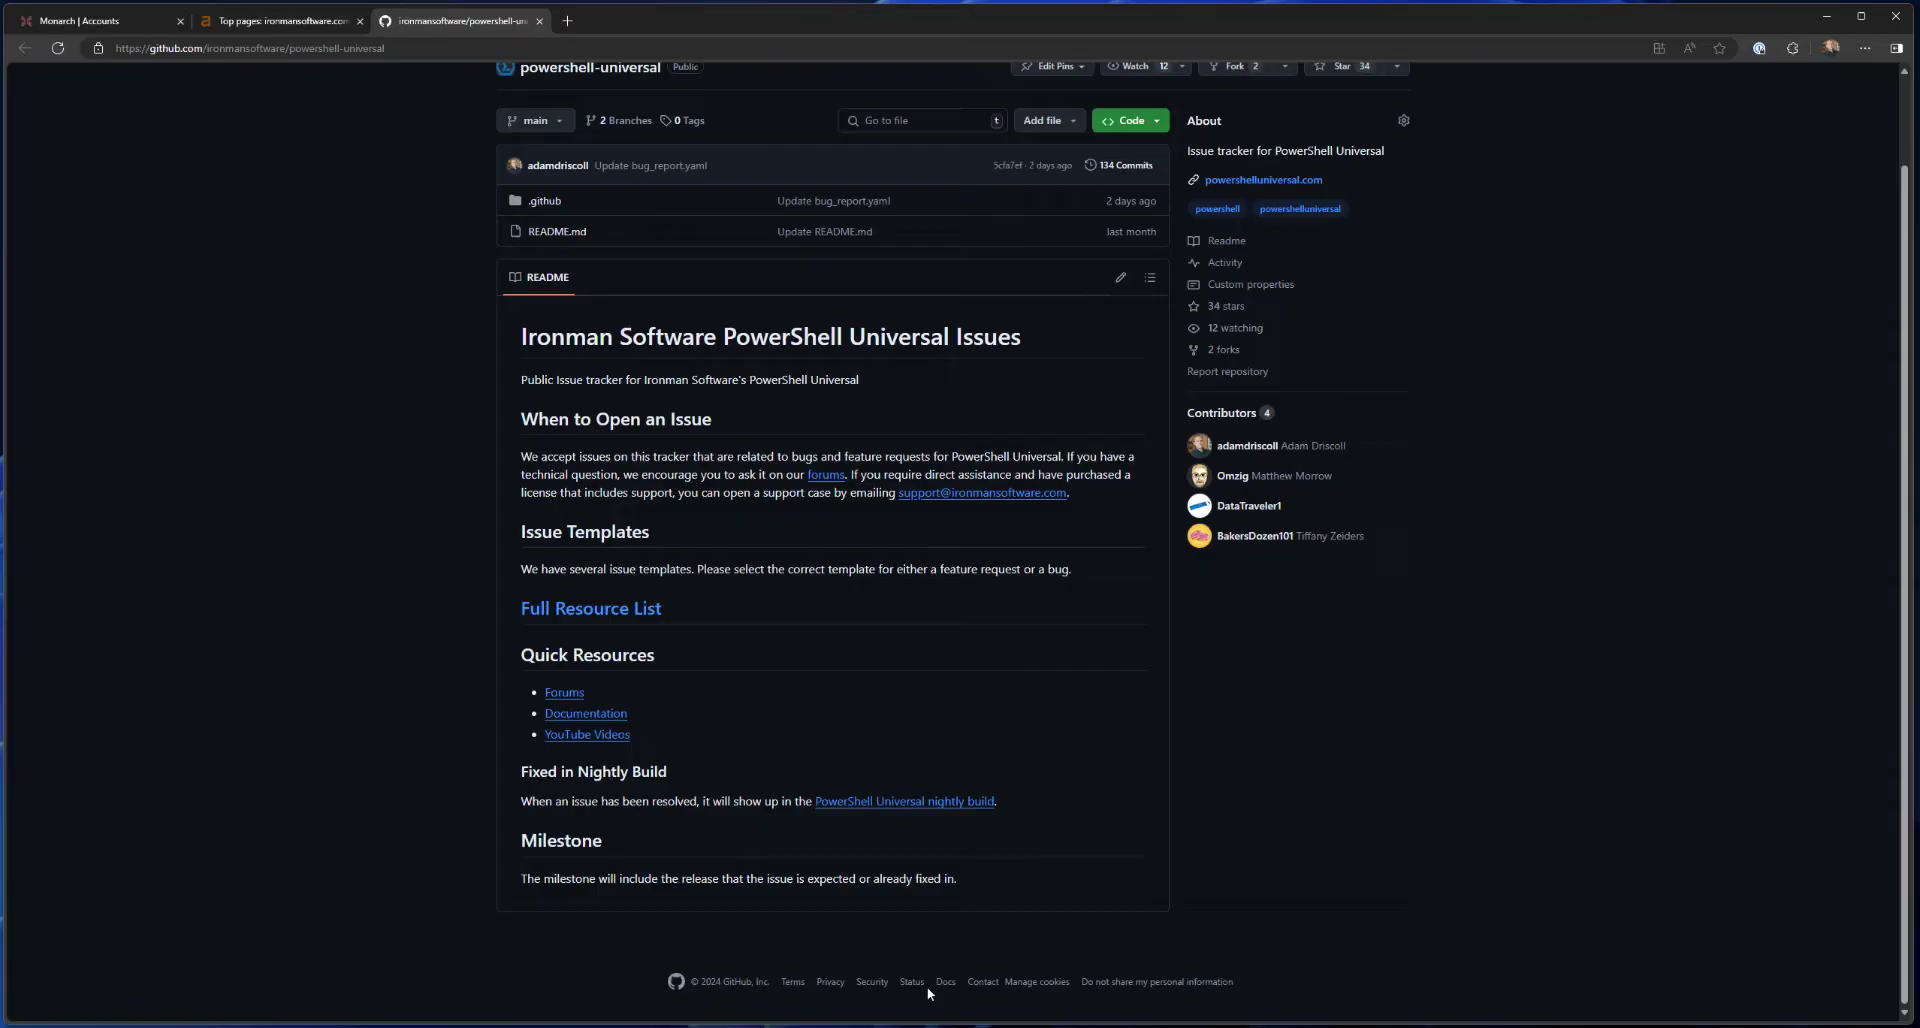 Monarch | Accounts
Top pages: ironmansoftware.com
ironmansoftware/powershell-un
https://github.com/ironmansoftware/powershell-universal
powershell-universal Public
Edit Pins Watch 12 Fork 2 Star 34
main 2 Branches 0 Tags Go to file t Add file Code
adamdriscoll Update bug_report.yaml 5cfa7ef · 2 days ago 134 Commits
.github Update bug_report.yaml 2 days ago
README.md Update README.md last month
README
Ironman Software PowerShell Universal Issues
Public Issue tracker for Ironman Software's PowerShell Universal
When to Open an Issue
We accept issues on this tracker that are related to bugs and feature requests for PowerShell Universal. If you have a
technical question, we encourage you to ask it on our forums. If you require direct assistance and have purchased a
license that includes support, you can open a support case by emailing support@ironmansoftware.com.
Issue Templates
We have several issue templates. Please select the correct template for either a feature request or a bug.
Full Resource List
Quick Resources
Forums
Documentation
YouTube Videos
Fixed in Nightly Build
When an issue has been resolved, it will show up in the PowerShell Universal nightly build.
Milestone
The milestone will include the release that the issue is expected or already fixed in.
About
Issue tracker for PowerShell Universal
powershelluniversal.com
powershell powershelluniversal
Readme
Activity
Custom properties
34 stars
12 watching
2 forks
Report repository
Contributors 4
adamdriscoll Adam Driscoll
Omzig Matthew Morrow
DataTraveler1
BakersDozen101 Tiffany Zeiders
© 2024 GitHub, Inc. Terms Privacy Security Status Docs Contact Manage cookies Do not share my personal information